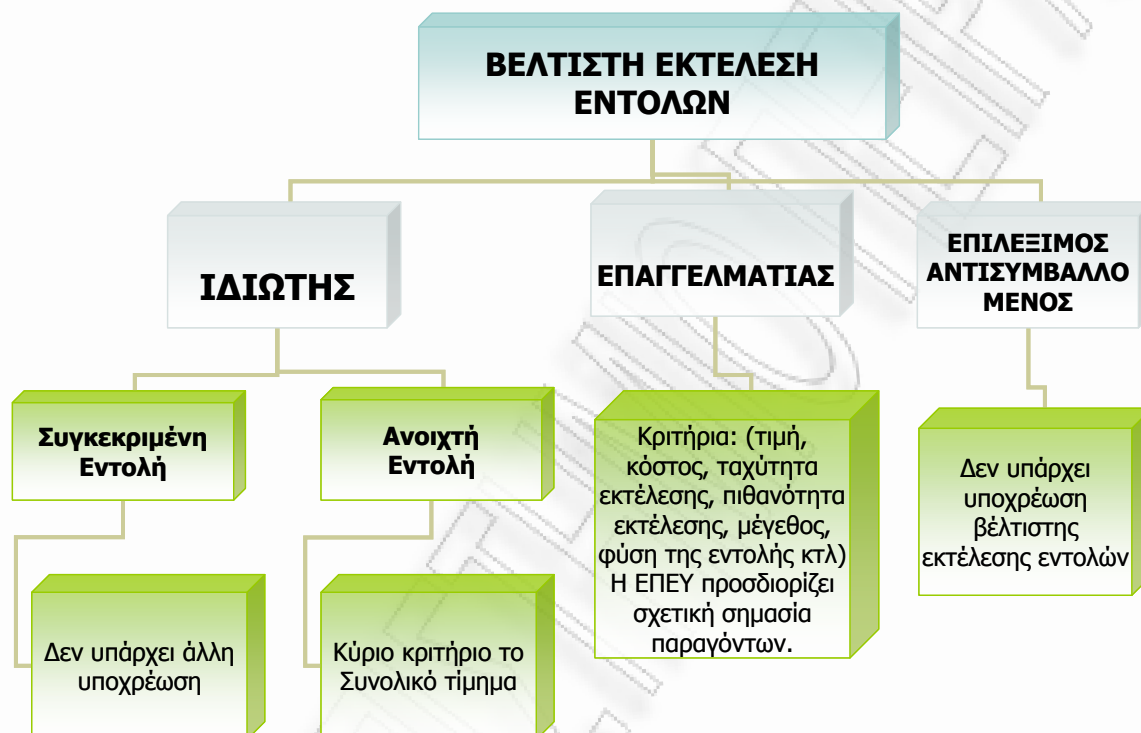 ΒΕΛΤΙΣΤΗ ΕΚΤΕΛΕΣΗ
ΕΝΤΟΛΩΝ
ΙΔΙΩΤΗΣ
ΕΠΑΓΓΕΛΜΑΤΙΑΣ
ΕΠΙΛΕΞΙΜΟΣ
ΑΝΤΙΣΥΜΒΑΛΛΟ
ΜΕΝΟΣ
Συγκεκριμένη
Εντολή
Ανοιχτή
Εντολή
Κριτήρια: (τιμή,
κόστος, ταχύτητα
εκτέλεσης, πιθανότητα
εκτέλεσης, μέγεθος,
φύση της εντολής κτλ)
Η ΕΠΕΥ προσδιορίζει
σχετική σημασία
παραγόντων.
Δεν υπάρχει
υποχρέωση
βέλτιστης
εκτέλεσης εντολών
Δεν υπάρχει άλλη
υποχρέωση
Κύριο κριτήριο το
Συνολικό τίμημα